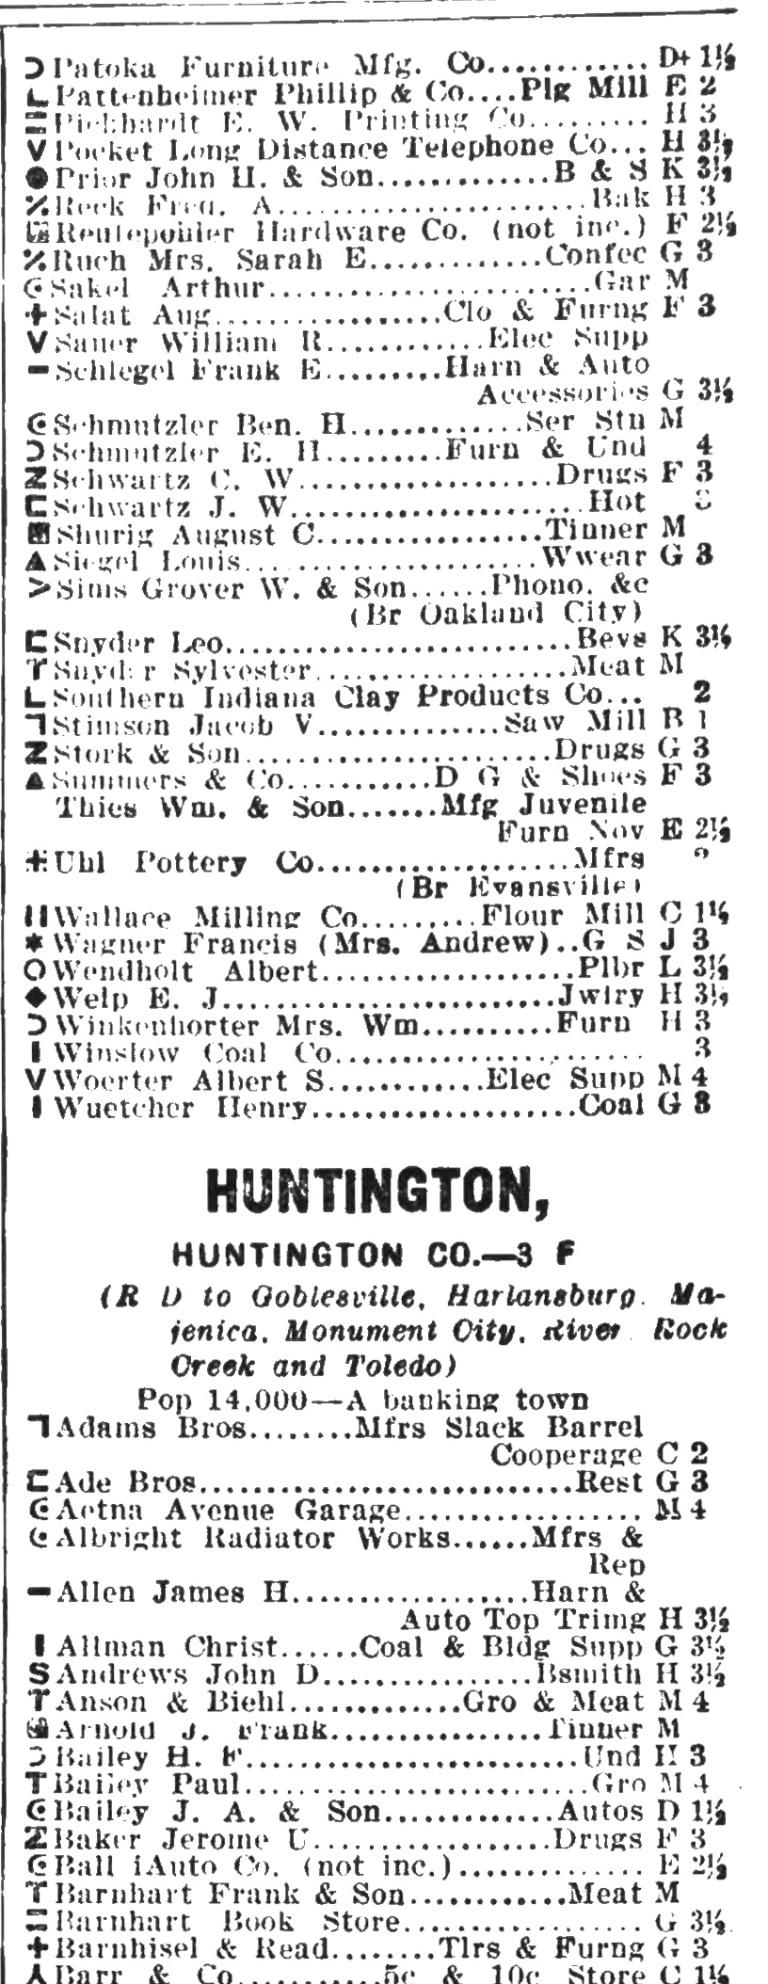 Patoka Furniture Mfg. Co............ D+ 1½
Pattenheimer Phillip & Co....Plg Mill E 2
Pickhardt E. W. Printing Co......... H 3
V Pocket Long Distance Telephone Co... H 3½
Prior John H. & Son.............B & S K 3½
Reck Fred. A.......................Bak H 3
Reutepohler Hardware Co. (not inc.) F 2½
Ruch Mrs. Sarah E.............Confec G 3
Sakel Arthur........................Gar M
Salat Aug.................Clo & Furng F 3
V Sauer William R............Elec Supp
Schlegel Frank E.........Harn & Auto
Accessories G 3½
Schmutzler Ben. H.............Ser Stn M
Schmutzler E. H.........Furn & Und 4
Z Schwartz C. W...................Drugs F 3
Schwartz J. W......................Hot
Shurig August C.................Tinner M
Siegel Louis......................Wwear G 3
> Sims Grover W. & Son......Phono. &c
(Br Oakland City)
Snyder Leo..........................Bevs K 3½
T Snyder Sylvester...................Meat M
L Southern Indiana Clay Products Co... 2
Stimson Jacob V..............Saw Mill B 1
Z Stork & Son.......................Drugs G 3
Summers & Co...........D G & Shoes F 3
Thies Wm. & Son.......Mfg Juvenile
Furn Nov E 2½
Uhl Pottery Co...................Mfrs
(Br Evansville)
Wallace Milling Co.........Flour Mill C 1½
* Wagner Francis (Mrs. Andrew)..G S J 3
Wendholt Albert...................Plbr L 3½
◆ Welp E. J.........................Jwlry H 3½
Winkenhorter Mrs. Wm..........Furn H 3
Winslow Coal Co....................... 3
V Woerter Albert S............Elec Supp M 4
Wuetcher Henry....................Coal G 3
HUNTINGTON,
HUNTINGTON CO.—3 F
(R D to Goblesville, Harlansburg, Ma-
jenica, Monument City, River Rock
Creek and Toledo)
Pop 14,000—A banking town
Adams Bros........Mfrs Slack Barrel
Cooperage C 2
Ade Bros............................Rest G 3
Aetna Avenue Garage.................. M 4
Albright Radiator Works......Mfrs &
Rep
Allen James H..................Harn &
Auto Top Trimg H 3½
Allman Christ......Coal & Bldg Supp G 3½
S Andrews John D................Bsmith H 3½
T Anson & Biehl.............Gro & Meat M 4
Arnold J. Frank.................Tinner M
Bailey H. F.........................Und H 3
T Bailey Paul..........................Gro M 4
Bailey J. A. & Son.............Autos D 1½
Z Baker Jerome U..................Drugs F 3
Ball iAuto Co. (not inc.).............. E 2½
T Barnhart Frank & Son............Meat M
Barnhart Book Store.................. G 3½
+ Barnhisel & Read........Tlrs & Furng G 3
Barr & Co...........5c & 10c Store C 1½